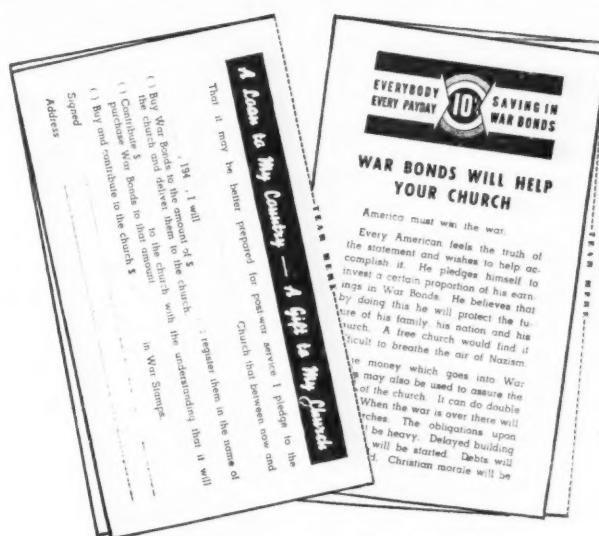 A Loan to My Country — A Gift to My Church
That it may be better prepared for post-war service I pledge to the
Church that between now and
, 194 , I will
( ) Buy War Bonds to the amount of $ ; register them in the name of
the church and deliver them to the church.
( ) Contribute $ to the church with the understanding that it will
purchase War Bonds to that amount
( ) Buy and contribute to the church $ in War Stamps.
Signed
Address
TEAR HERE
EVERYBODY
EVERY PAYDAY
10%
SAVING IN
WAR BONDS
WAR BONDS WILL HELP
YOUR CHURCH
America must win the war.
Every American feels the truth of
the statement and wishes to help ac-
complish it. He pledges himself to
invest a certain proportion of his earn-
ings in War Bonds. He believes that
by doing this he will protect the fu-
ure of his family, his nation and his
urch. A free church would find it
ficult to breathe the air of Nazism.
e money which goes into War
s may also be used to assure the
of the church. It can do double
When the war is over there will
rches. The obligations upon
l be heavy. Delayed building
will be started. Debts will
d. Christian morale will be
TEAR HERE